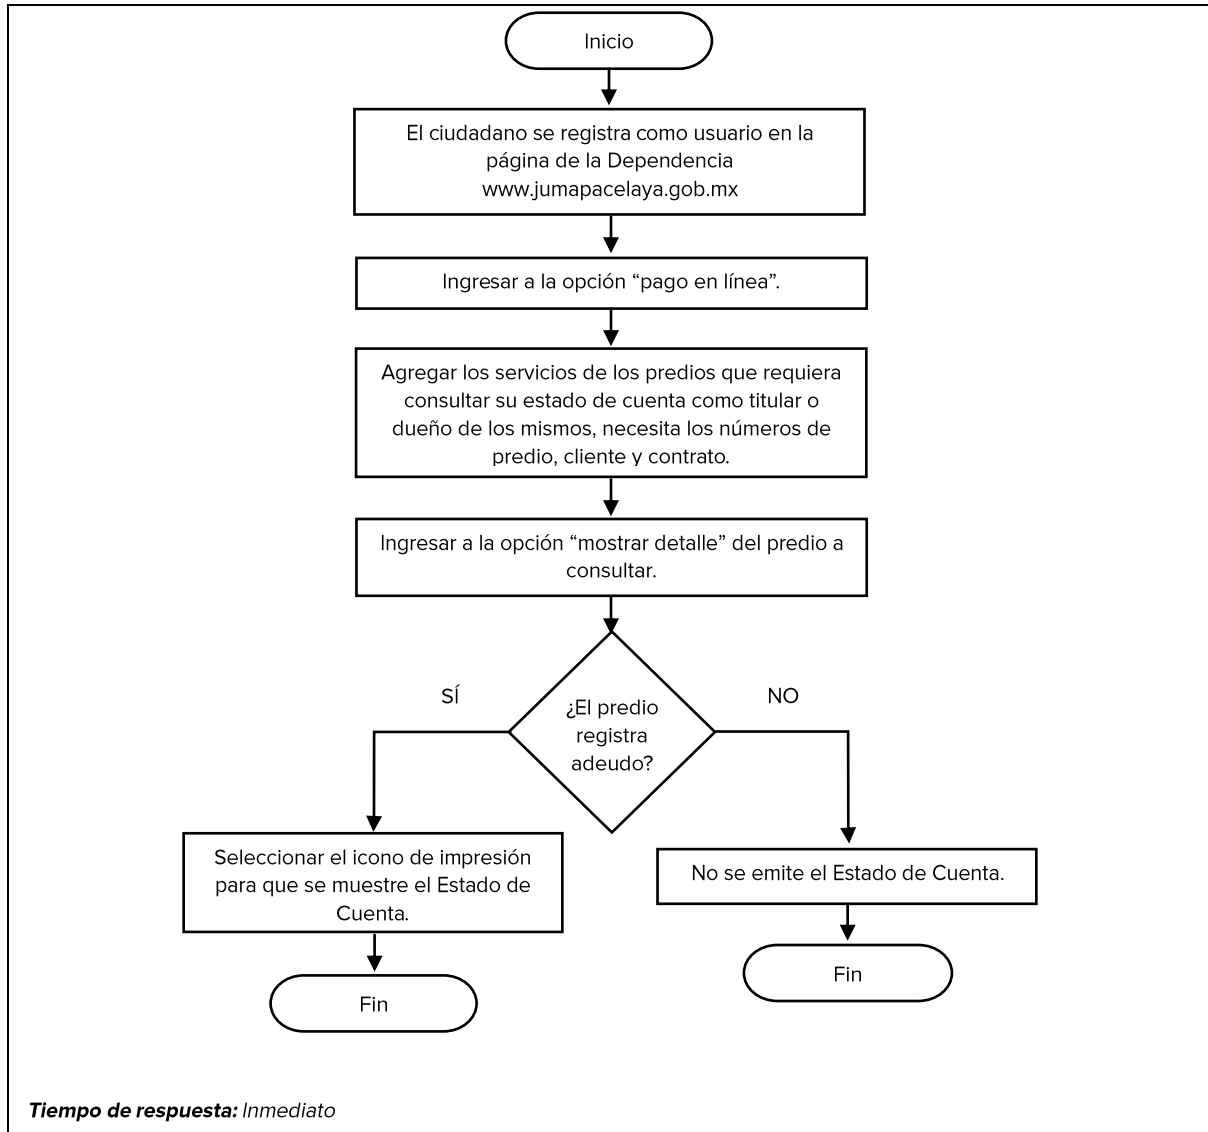 Inicio
El ciudadano se registra como usuario en la
página de la Dependencia
www.jumapacelaya.gob.mx
Ingresar a la opción “pago en línea”.
Agregar los servicios de los predios que requiera
consultar su estado de cuenta como titular o
dueño de los mismos, necesita los números de
predio, cliente y contrato.
Ingresar a la opción “mostrar detalle” del predio a
consultar.
¿El predio
registra
adeudo?
SÍ
NO
Seleccionar el icono de impresión
para que se muestre el Estado de
Cuenta.
Fin
No se emite el Estado de Cuenta.
Fin
Tiempo de respuesta: Inmediato